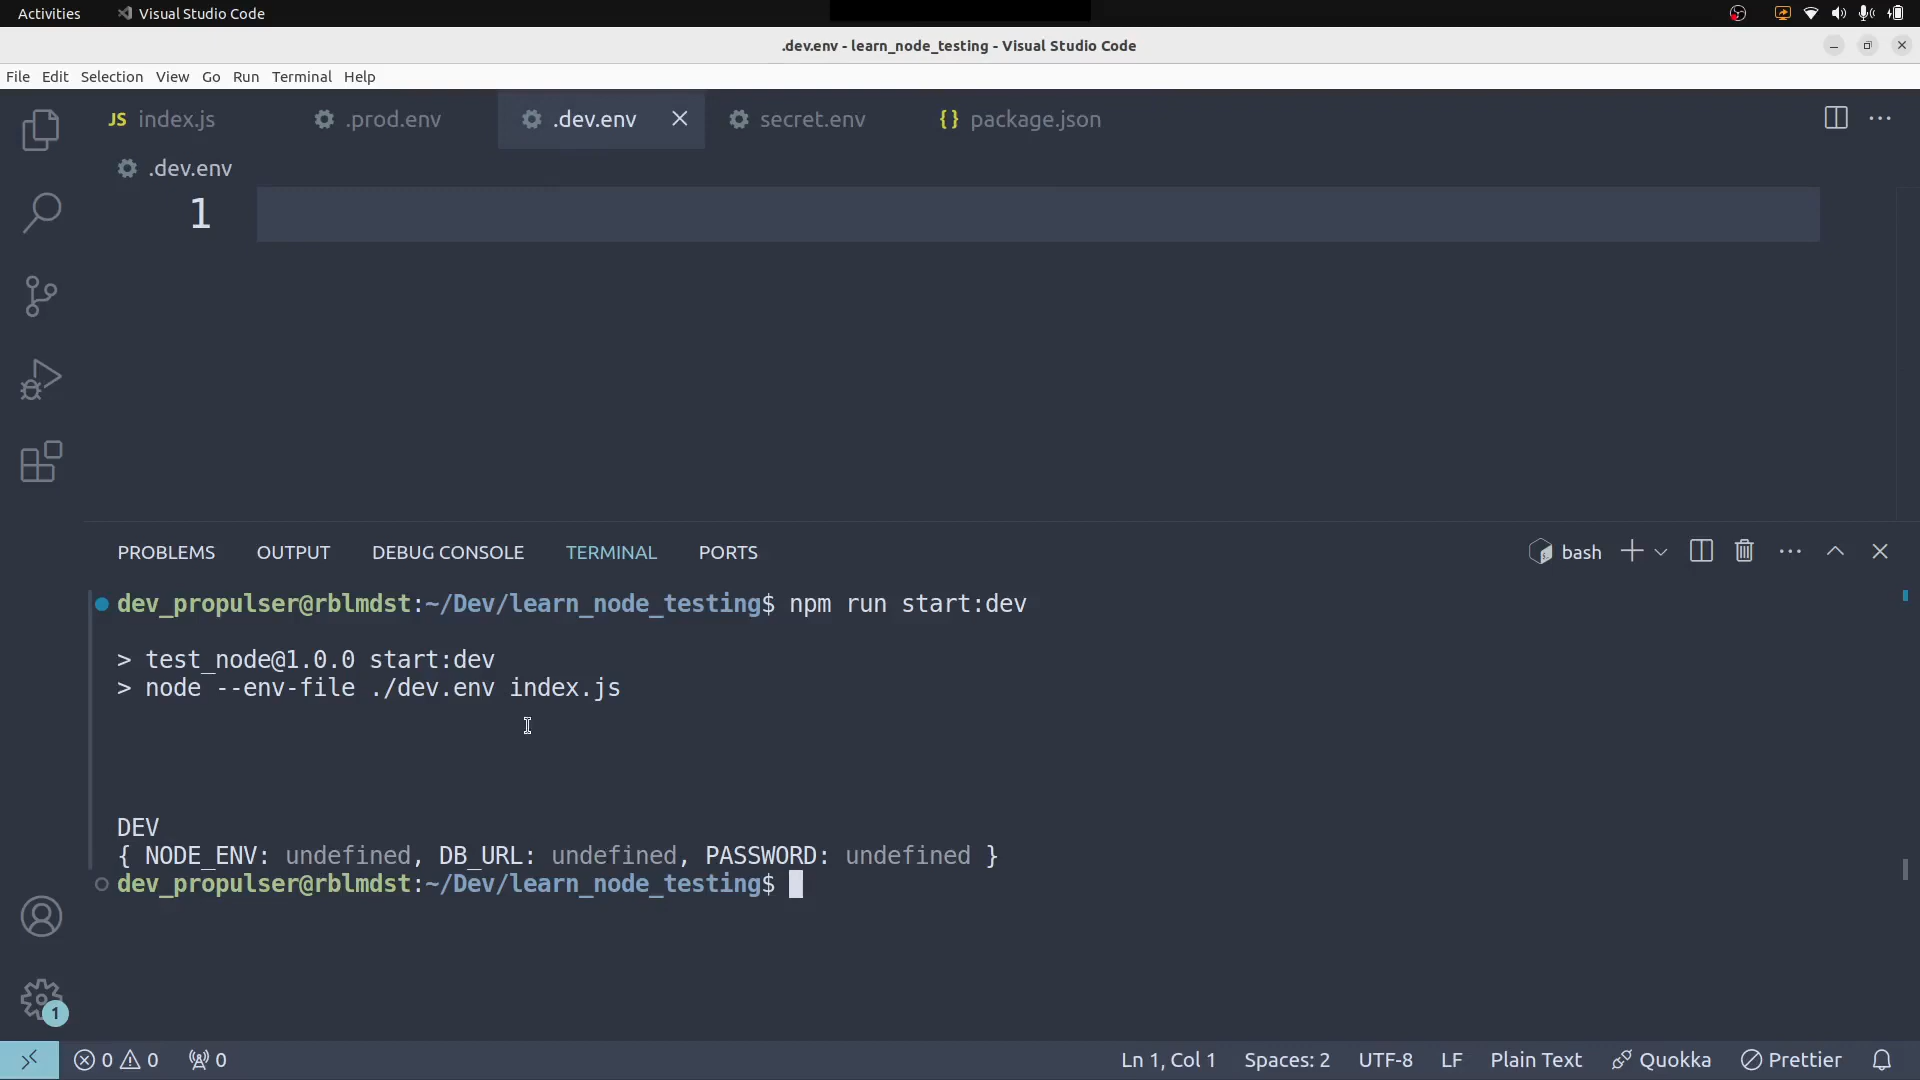 Activities
Visual Studio Code
.dev.env - learn_node_testing - Visual Studio Code
File Edit Selection View Go Run Terminal Help
JS index.js
.prod.env
.dev.env
secret.env
{} package.json
.dev.env
1
PROBLEMS OUTPUT DEBUG CONSOLE TERMINAL PORTS
bash
dev_propulser@rblmdst:~/Dev/learn_node_testing$ npm run start:dev
> test_node@1.0.0 start:dev
> node --env-file ./dev.env index.js
DEV
{ NODE_ENV: undefined, DB_URL: undefined, PASSWORD: undefined }
dev_propulser@rblmdst:~/Dev/learn_node_testing$
1
0 0 0
Ln 1, Col 1 Spaces: 2 UTF-8 LF Plain Text Quokka Prettier